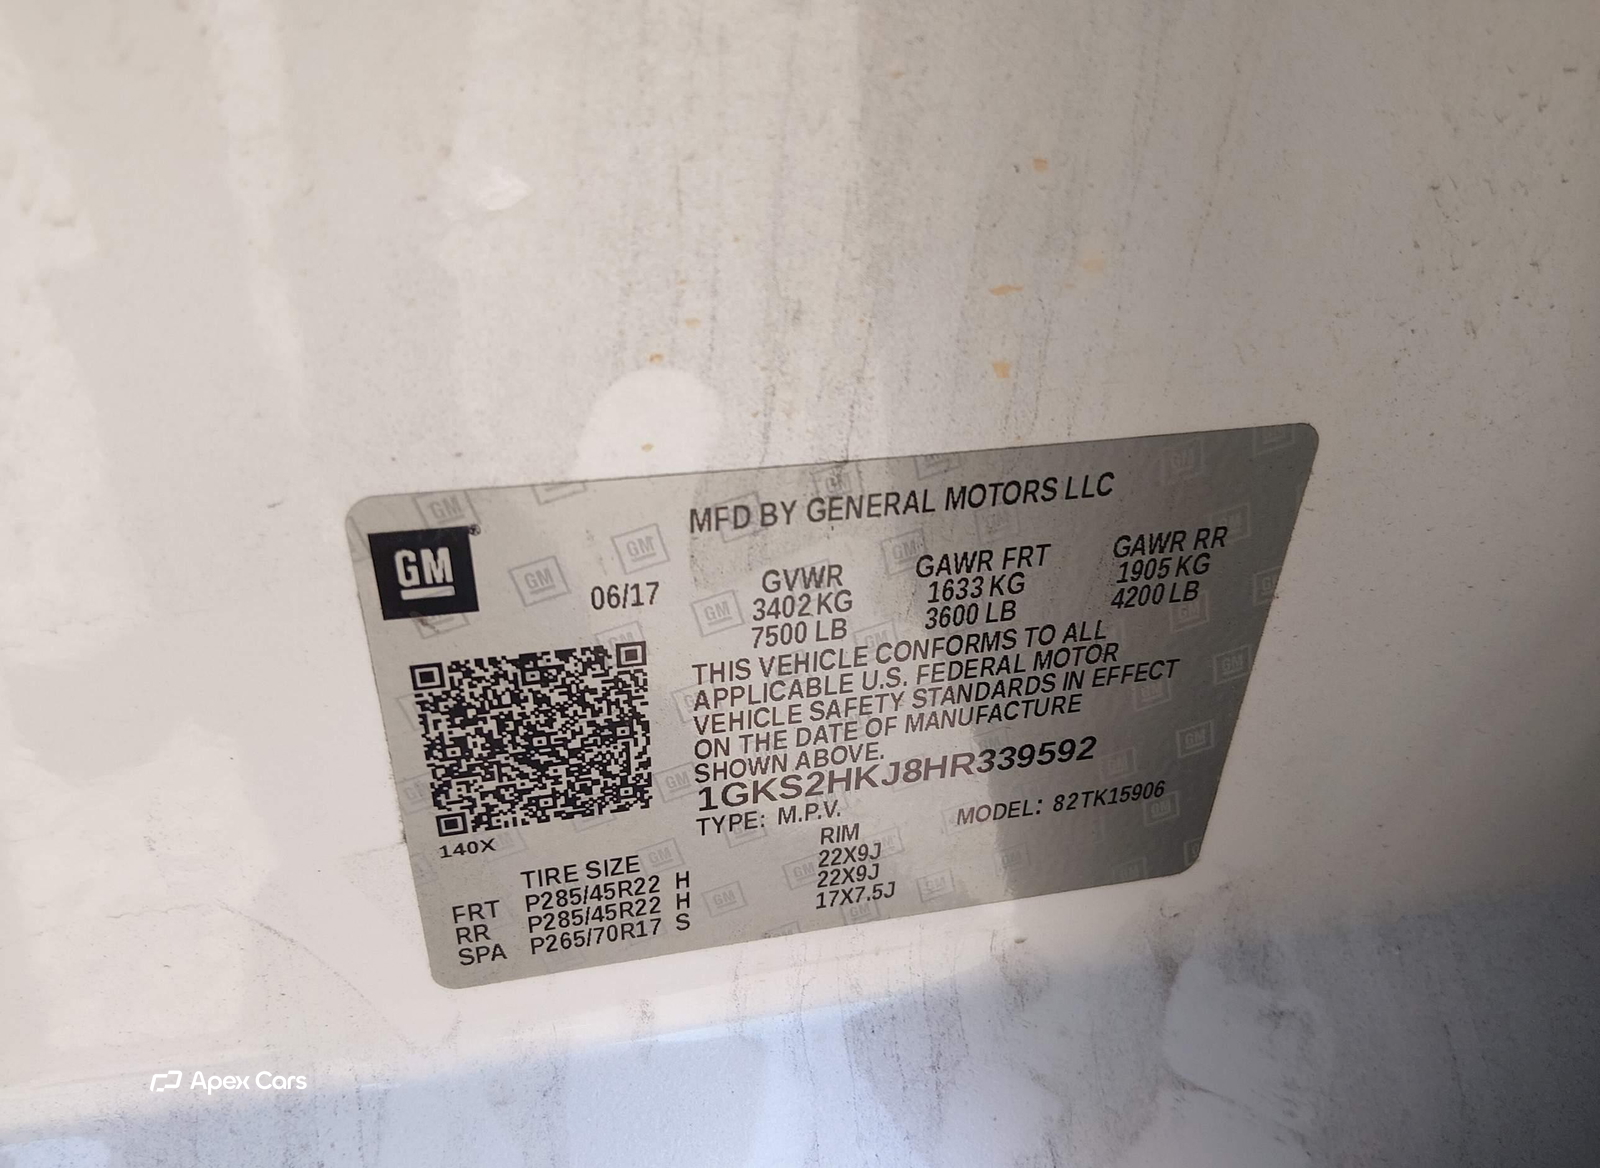 MFD BY GENERAL MOTORS LLC
GM
06/17
GVWR GAWR FRT GAWR RR
3402 KG 1633 KG 1905 KG
7500 LB 3600 LB 4200 LB
THIS VEHICLE CONFORMS TO ALL
APPLICABLE U.S. FEDERAL MOTOR
VEHICLE SAFETY STANDARDS IN EFFECT
ON THE DATE OF MANUFACTURE
SHOWN ABOVE.
1GKS2HKJ8HR339592
TYPE: M.P.V. MODEL: 82TK15906
140X
TIRE SIZE RIM
FRT P285/45R22 H 22X9J
RR P285/45R22 H 22X9J
SPA P265/70R17 S 17X7.5J
Apex Cars